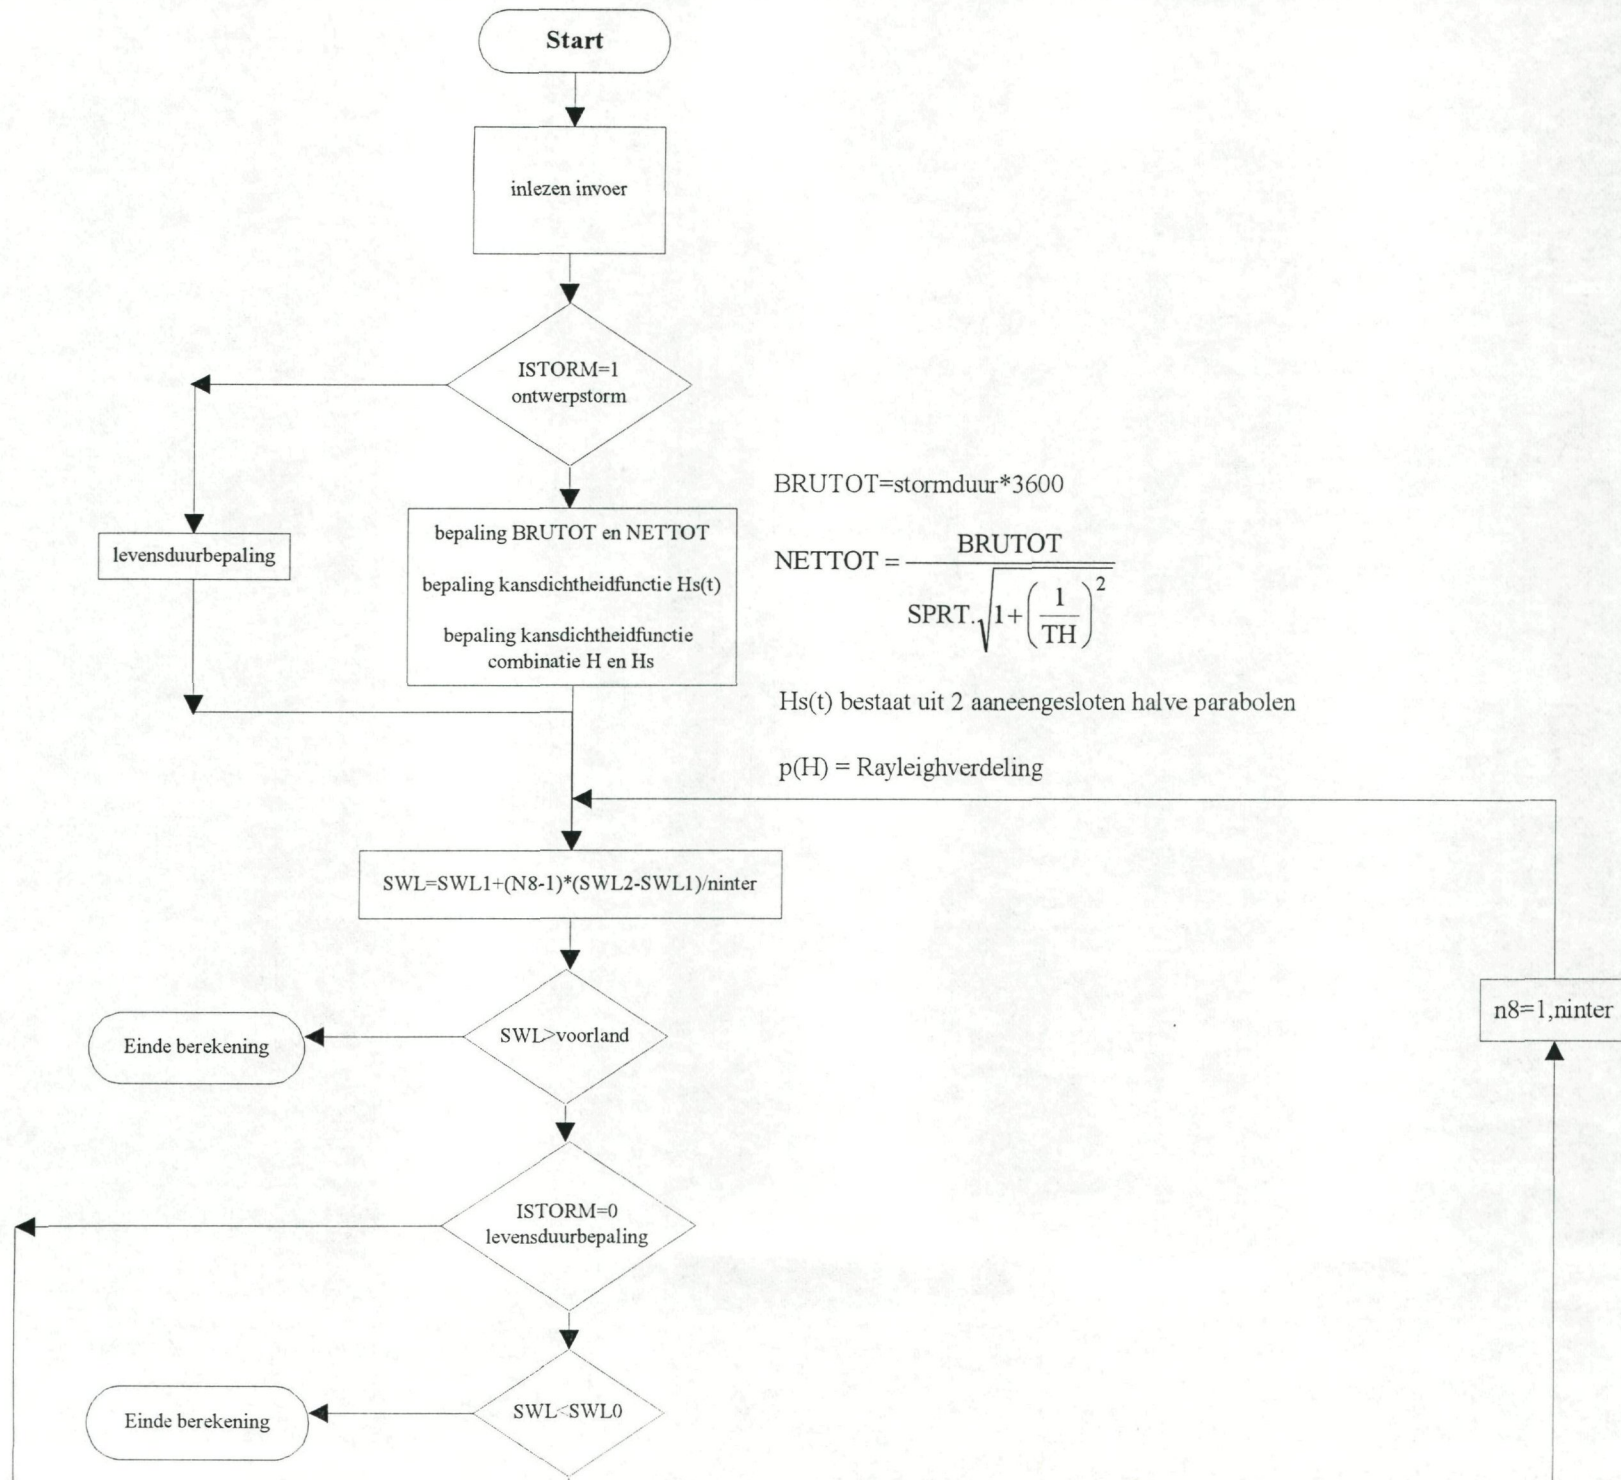 Start
inlezen invoer
ISTORM=1
ontwerpstorm
BRUTOT=stormduur*3600
bepaling BRUTOT en NETTOT
bepaling kansdichtheidfunctie Hs(t)
bepaling kansdichtheidfunctie
combinatie H en Hs
levensduurbepaling
NETTOT = BRUTOT / SPRT.√(1+(1/TH)²)
Hs(t) bestaat uit 2 aaneengesloten halve parabolen
p(H) = Rayleighverdeling
SWL=SWL1+(N8-1)*(SWL2-SWL1)/ninter
n8=1,ninter
SWL>voorland
Einde berekening
ISTORM=0
levensduurbepaling
SWL<SWL0
Einde berekening